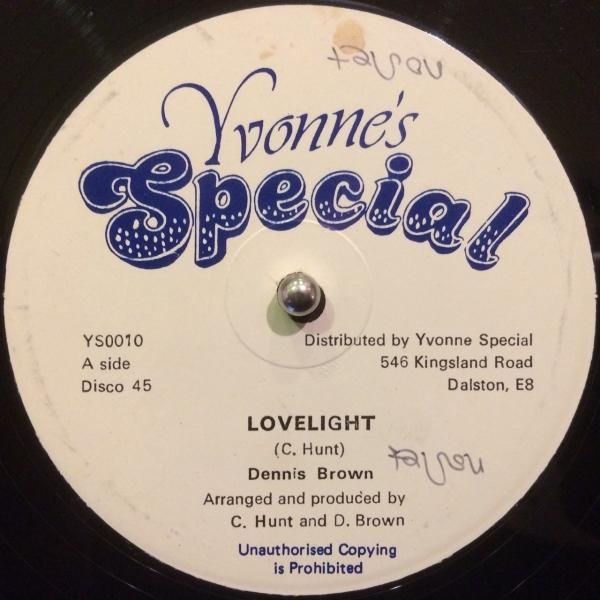 Yvonne's
Special
YS0010
A side
Disco 45
Distributed by Yvonne Special
546 Kingsland Road
Dalston, E8
LOVELIGHT
(C. Hunt)
Dennis Brown
Arranged and produced by
C. Hunt and D. Brown
Unauthorised Copying
is Prohibited